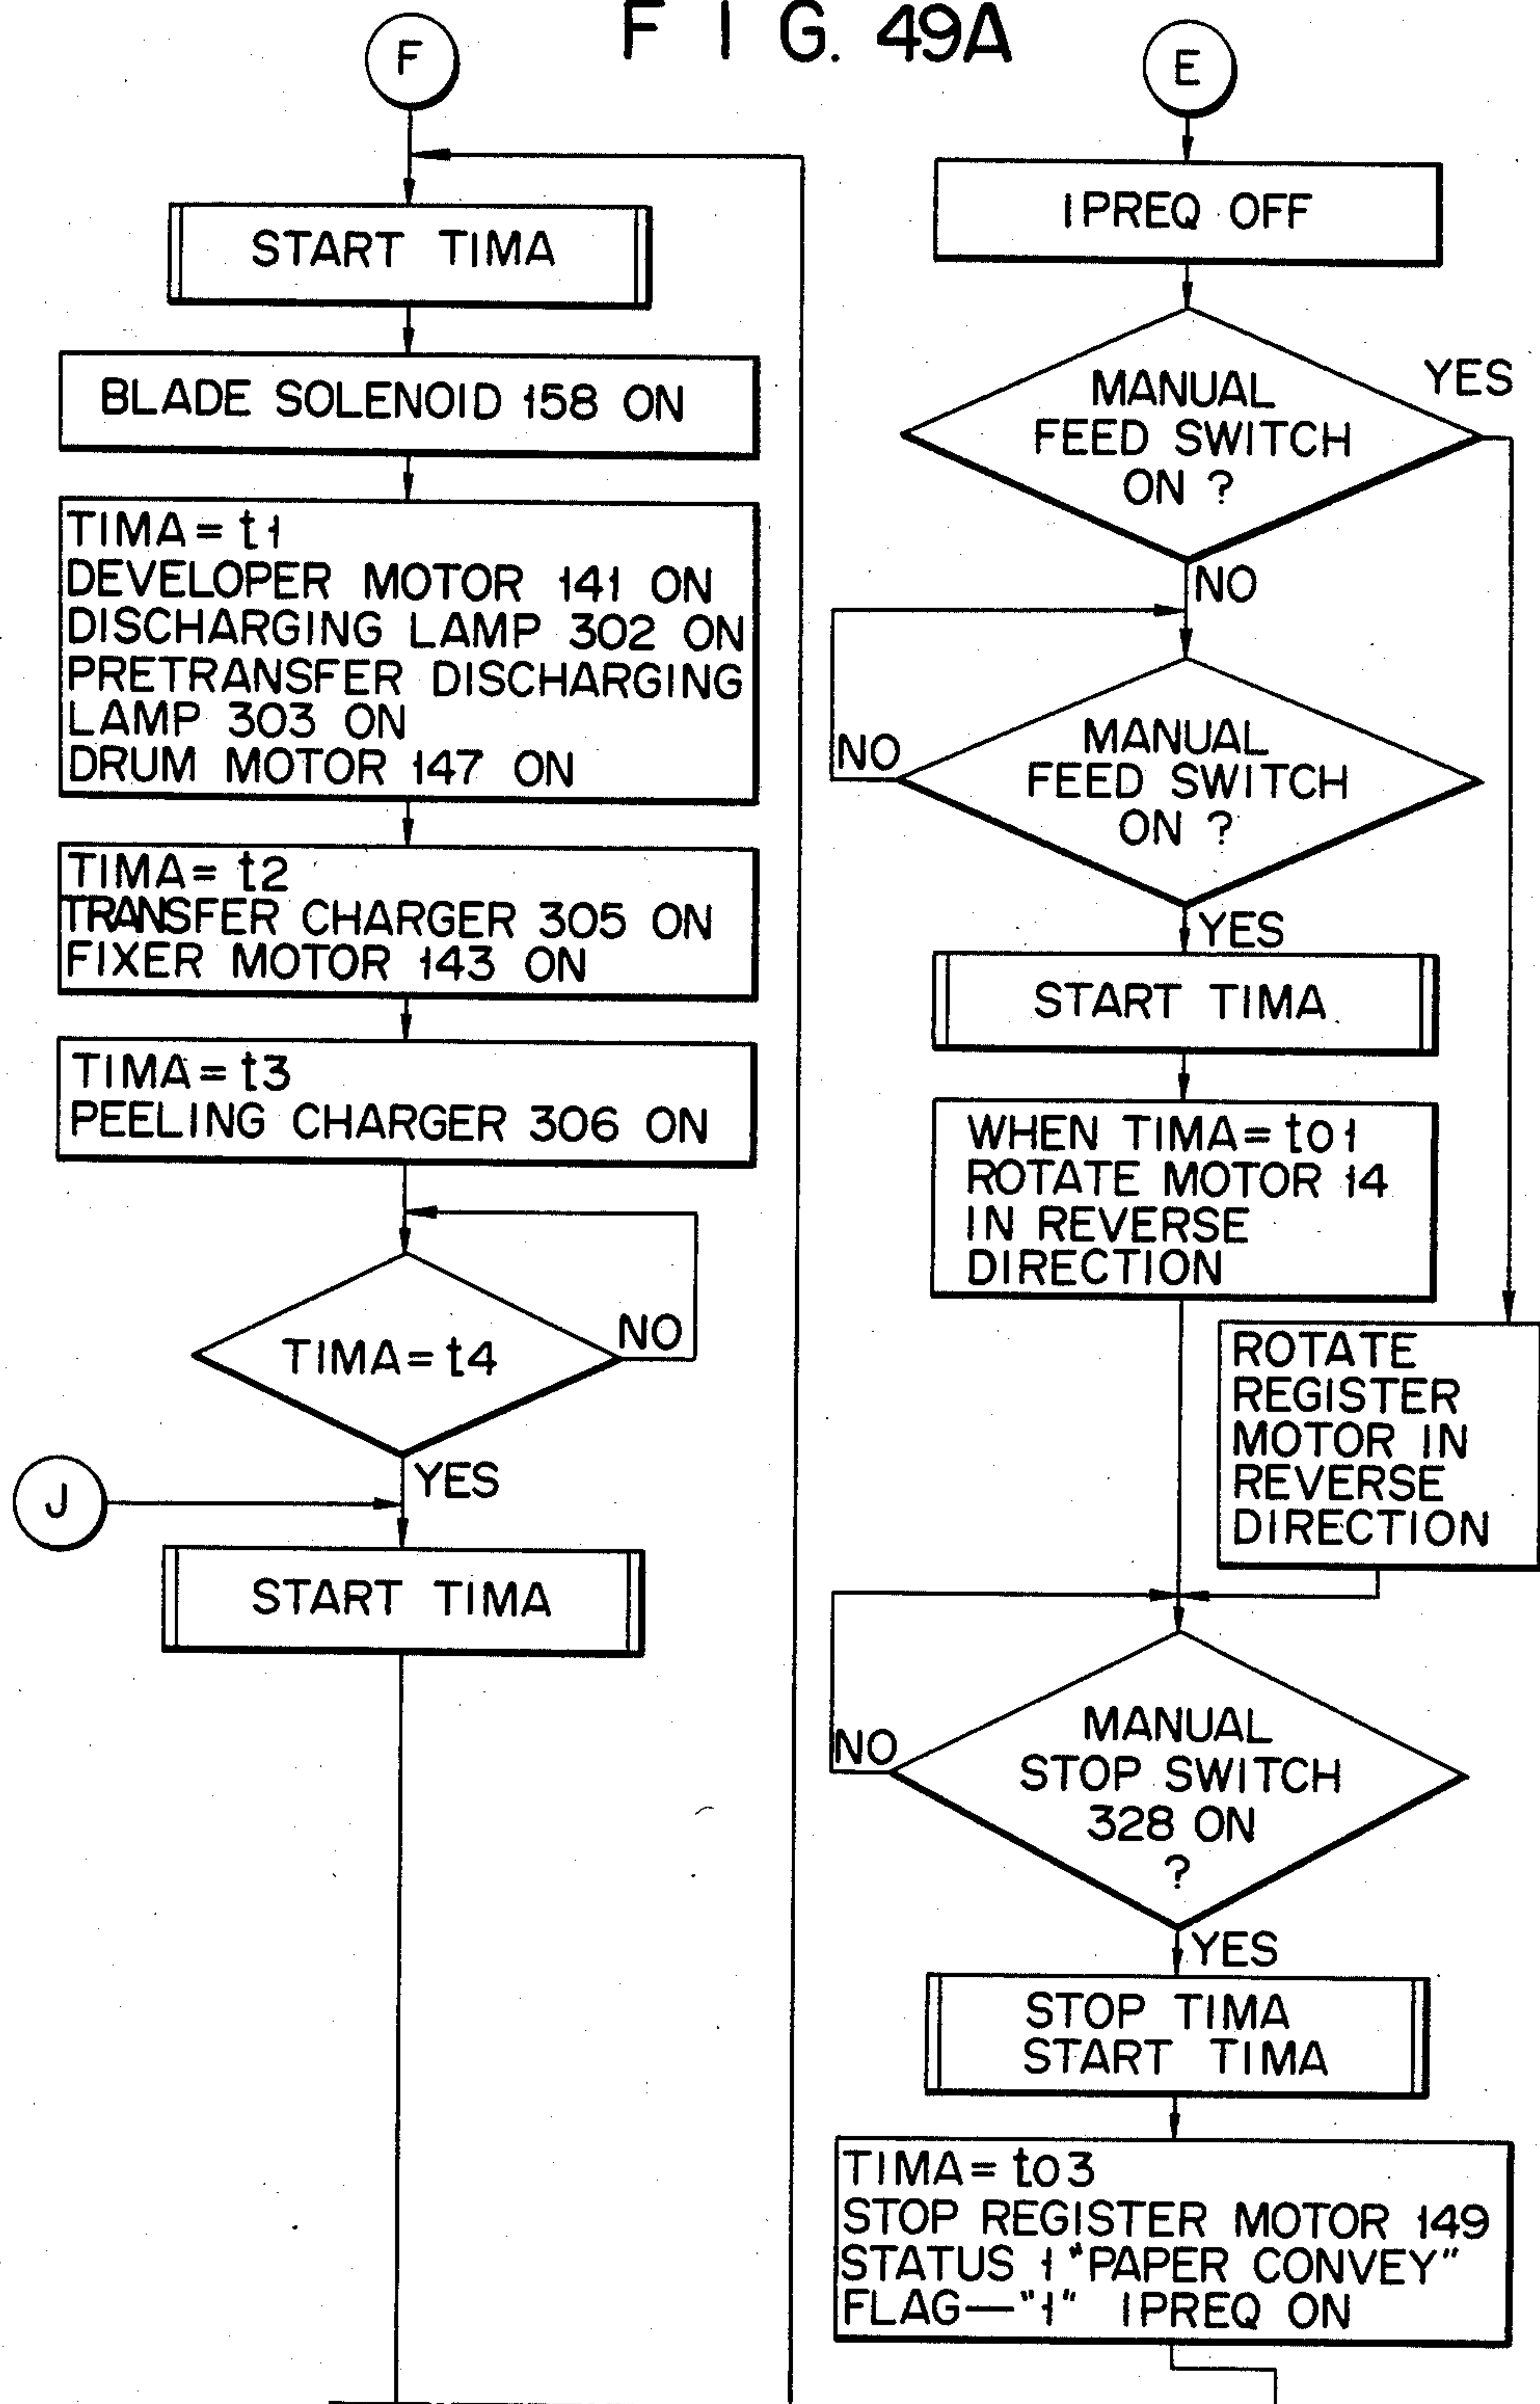 FIG. 49A
F
START TIMA
BLADE SOLENOID 158 ON
TIMA = t1
DEVELOPER MOTOR 141 ON
DISCHARGING LAMP 302 ON
PRETRANSFER DISCHARGING
LAMP 303 ON
DRUM MOTOR 147 ON
TIMA = t2
TRANSFER CHARGER 305 ON
FIXER MOTOR 143 ON
TIMA = t3
PEELING CHARGER 306 ON
TIMA = t4
NO
YES
J
START TIMA
E
IPREQ OFF
MANUAL
FEED SWITCH
ON ?
YES
NO
MANUAL
FEED SWITCH
ON ?
NO
YES
START TIMA
WHEN TIMA = to1
ROTATE MOTOR 14
IN REVERSE
DIRECTION
ROTATE
REGISTER
MOTOR IN
REVERSE
DIRECTION
MANUAL
STOP SWITCH
328 ON
?
NO
YES
STOP TIMA
START TIMA
TIMA = to3
STOP REGISTER MOTOR 149
STATUS 1 "PAPER CONVEY"
FLAG—"1" IPREQ ON